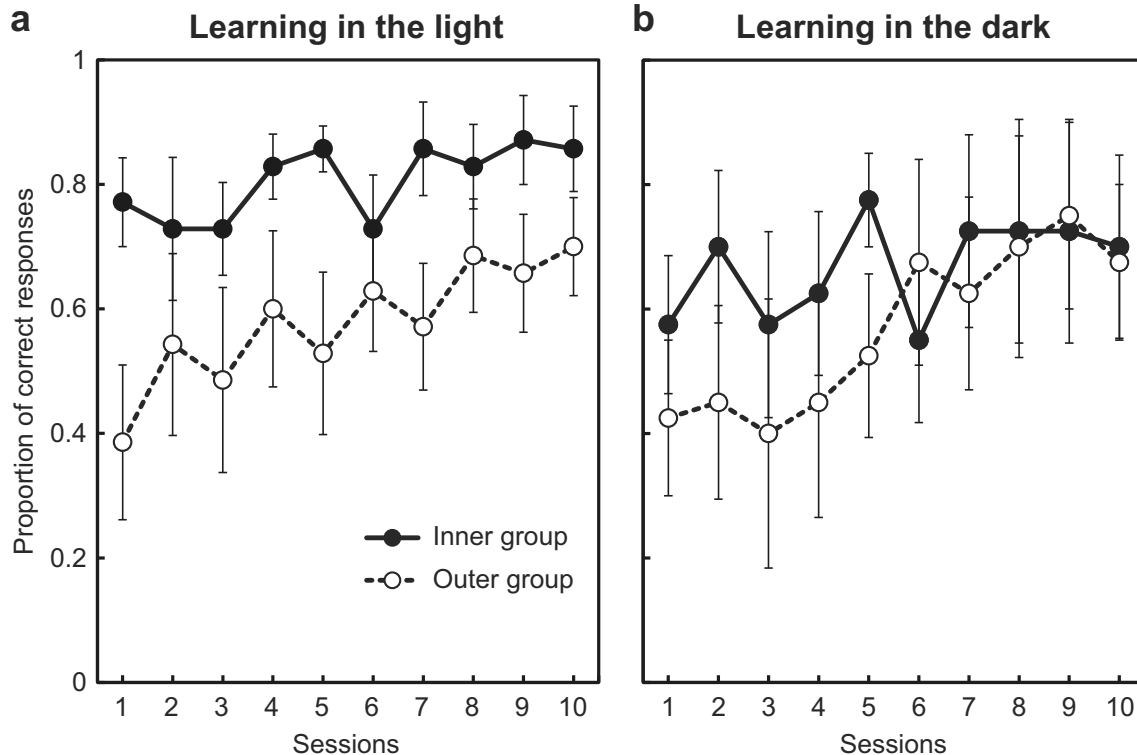 a
Learning in the light
b
Learning in the dark
Proportion of correct responses
1
0.8
0.6
0.4
0.2
0
Inner group
Outer group
1 2 3 4 5 6 7 8 9 10
Sessions
1 2 3 4 5 6 7 8 9 10
Sessions